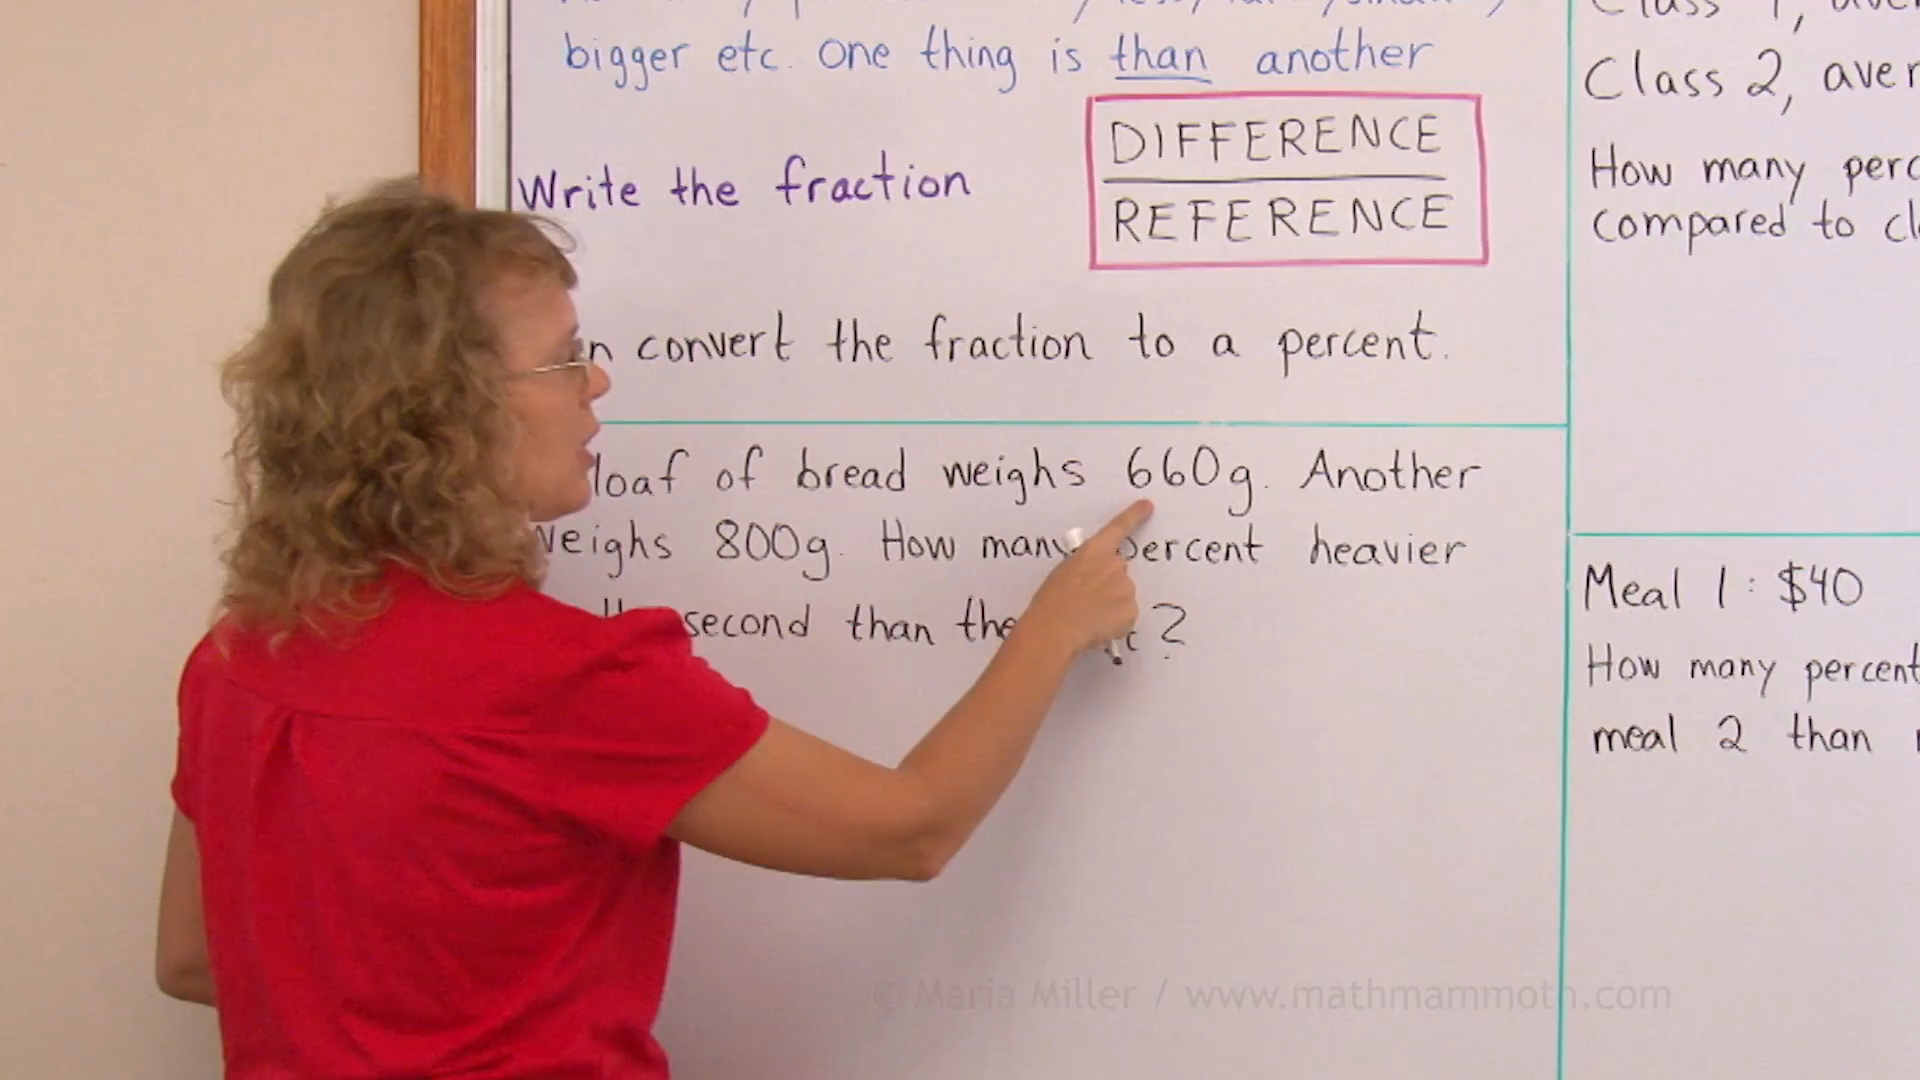 bigger etc. One thing is than another
Write the fraction
DIFFERENCE
REFERENCE
convert the fraction to a percent.
loaf of bread weighs 660g. Another
weighs 800g. How many percent heavier
second than the ?
Class 1,
Class 2, aver
How many perc
compared to cl
Meal 1: $40
How many percent
meal 2 than
© Maria Miller / www.mathmammoth.com